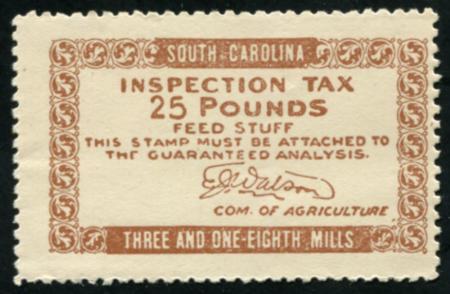 SOUTH CAROLINA
INSPECTION TAX
25 POUNDS
FEED STUFF
THIS STAMP MUST BE ATTACHED TO
THE GUARANTEED ANALYSIS.
E.J. Watson
COM. OF AGRICULTURE
THREE AND ONE-EIGHTH MILLS